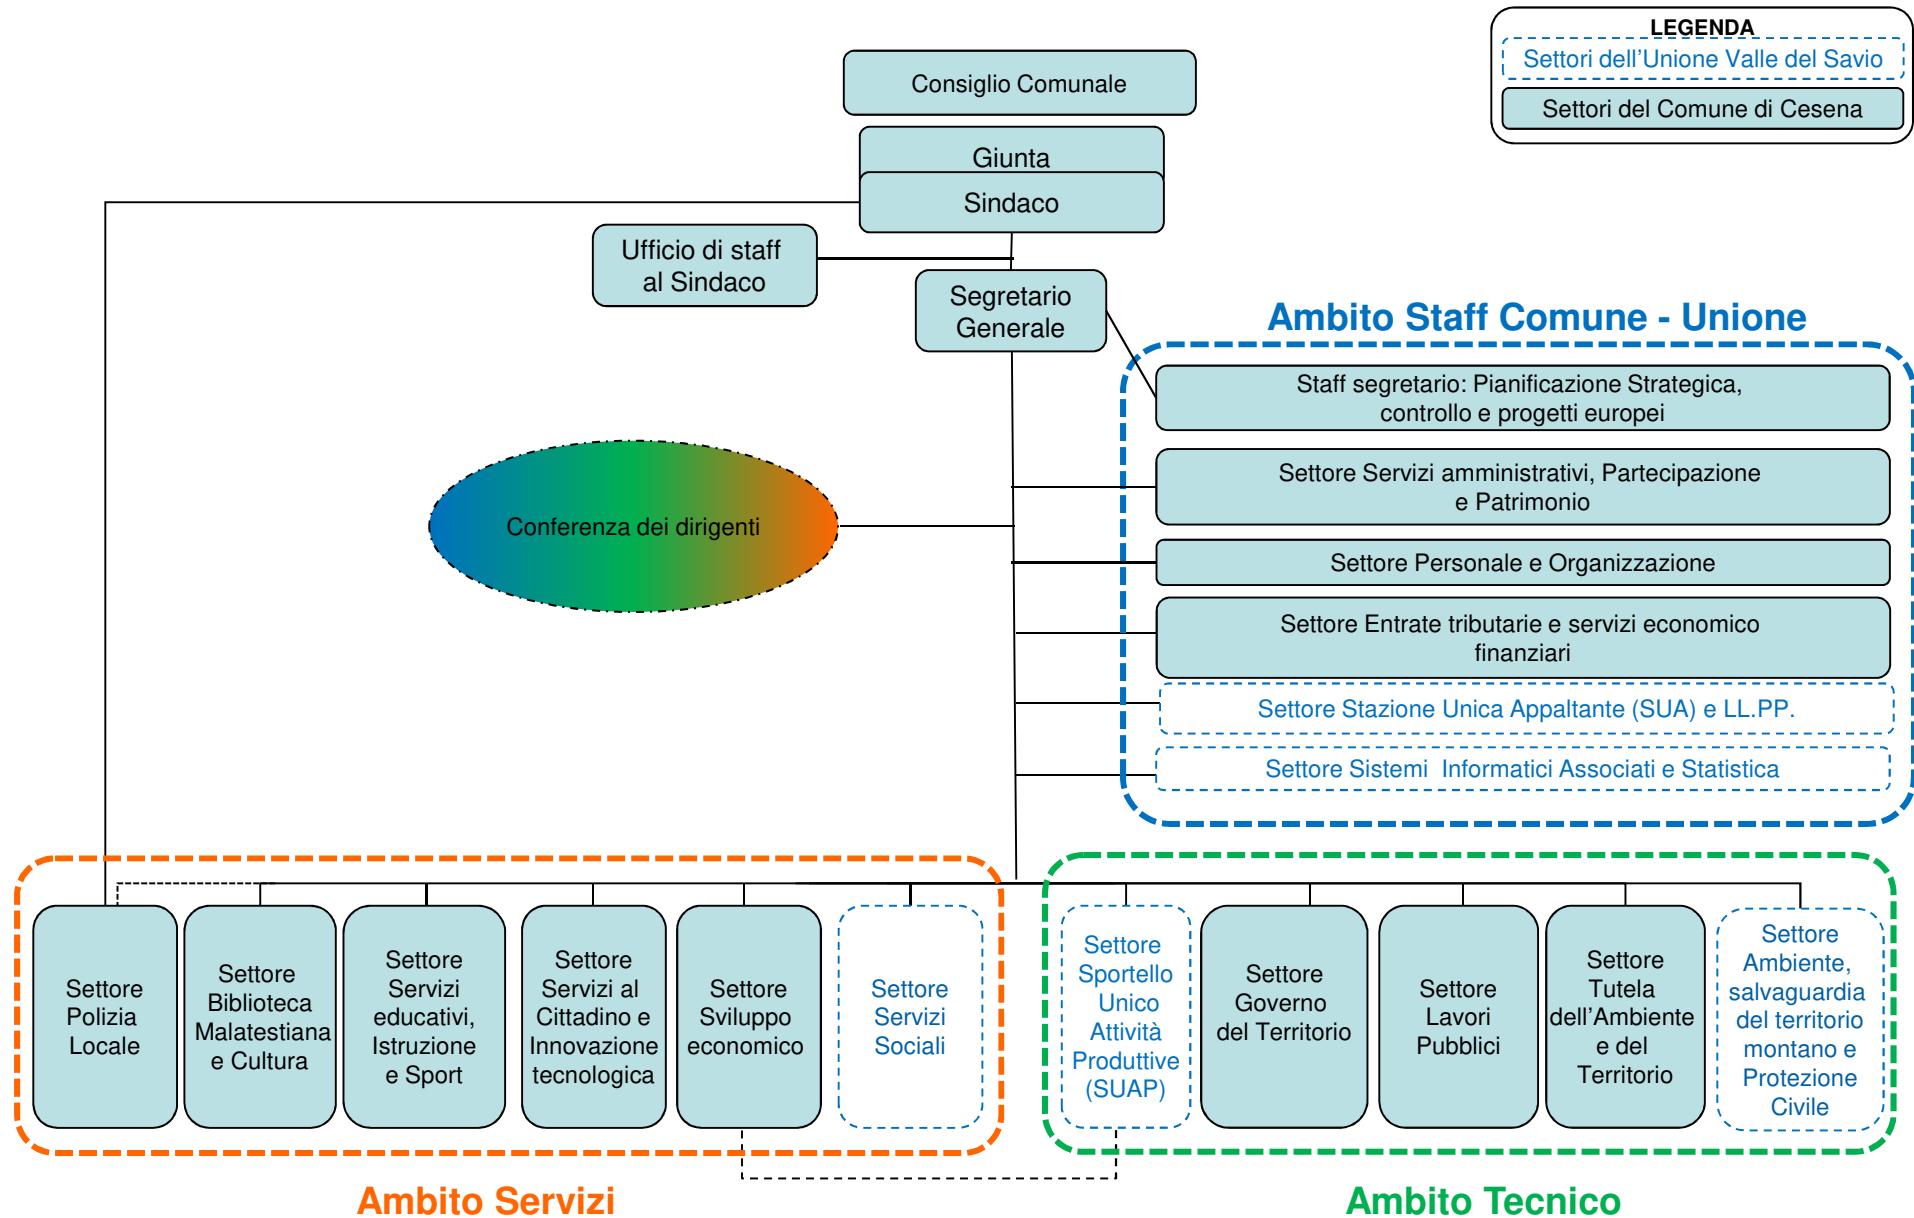 LEGENDA
Settori dell'Unione Valle del Savio
Settori del Comune di Cesena
Consiglio Comunale
Giunta
Sindaco
Ufficio di staff
al Sindaco
Segretario
Generale
Ambito Staff Comune - Unione
Staff segretario: Pianificazione Strategica,
controllo e progetti europei
Settore Servizi amministrativi, Partecipazione
e Patrimonio
Conferenza dei dirigenti
Settore Personale e Organizzazione
Settore Entrate tributarie e servizi economico
finanziari
Settore Stazione Unica Appaltante (SUA) e LL.PP.
Settore Sistemi  Informatici Associati e Statistica
Settore
Polizia
Locale
Settore
Biblioteca
Malatestiana
e Cultura
Settore
Servizi
educativi,
Istruzione
e Sport
Settore
Servizi al
Cittadino e
Innovazione
tecnologica
Settore
Sviluppo
economico
Settore
Servizi
Sociali
Settore
Sportello
Unico
Attività
Produttive
(SUAP)
Settore
Governo
del Territorio
Settore
Lavori
Pubblici
Settore
Tutela
dell'Ambiente
e del
Territorio
Settore
Ambiente,
salvaguardia
del territorio
montano e
Protezione
Civile
Ambito Servizi
Ambito Tecnico